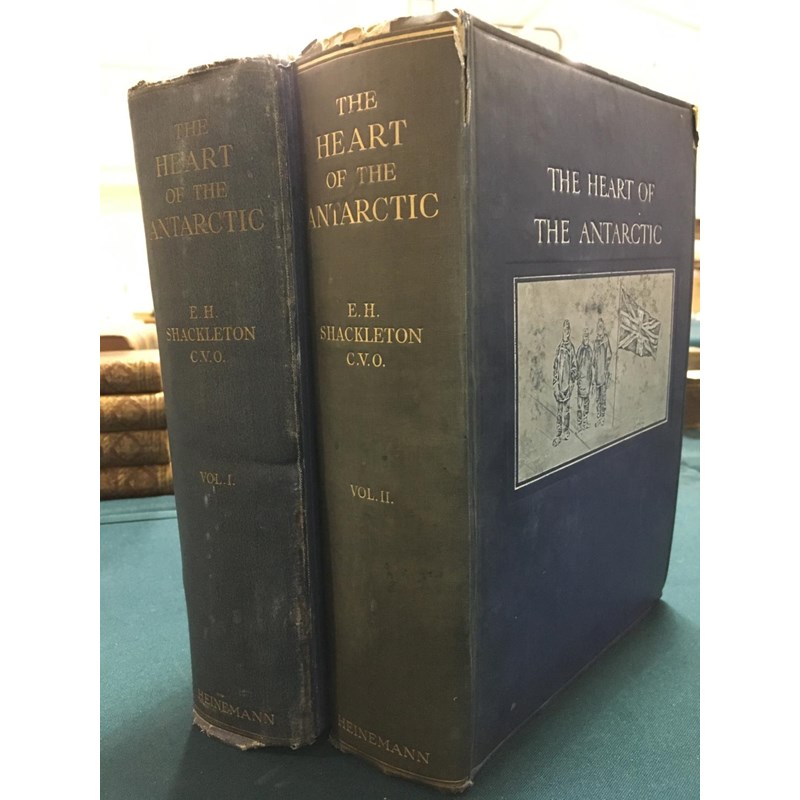 THE
HEART
OF THE
ANTARCTIC
E. H.
SHACKLETON
C.V.O.
VOL. I.
HEINEMANN
THE
HEART
OF THE
ANTARCTIC
E. H.
SHACKLETON
C.V.O.
VOL. II.
HEINEMANN
THE HEART OF
THE ANTARCTIC